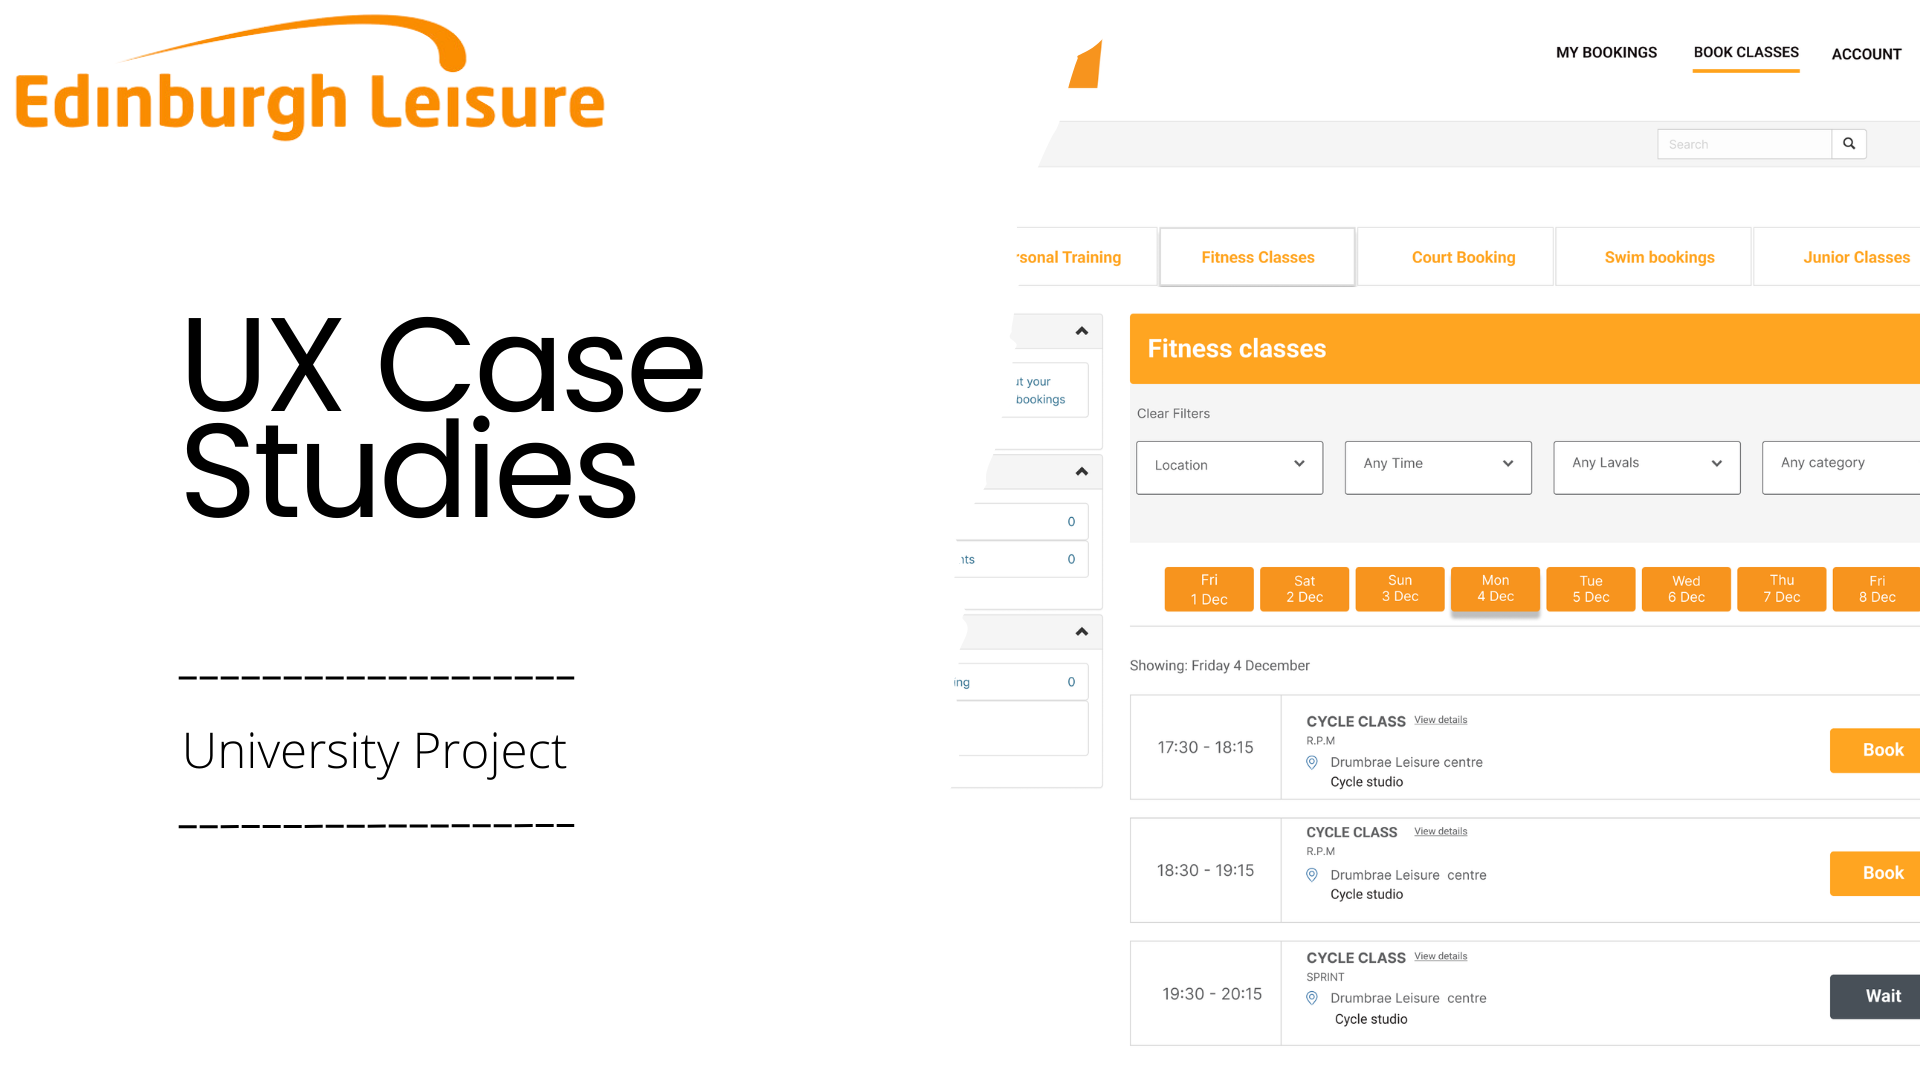 Edinburgh Leisure
UX Case
Studies
University Project
MY BOOKINGS
BOOK CLASSES
ACCOUNT
Search
Training
Fitness Classes
Court Booking
Swim bookings
Junior Classes
your
bookings
0
0
0
Fitness classes
Clear Filters
Location
Any Time
Any Lavals
Any category
Fri
1 Dec
Sat
2 Dec
Sun
3 Dec
Mon
4 Dec
Tue
5 Dec
Wed
6 Dec
Thu
7 Dec
Fri
8 Dec
Showing: Friday 4 December
17:30 - 18:15
CYCLE CLASS View details
R.P.M
Drumbrae Leisure centre
Cycle studio
Book
18:30 - 19:15
CYCLE CLASS View details
R.P.M
Drumbrae Leisure centre
Cycle studio
Book
19:30 - 20:15
CYCLE CLASS View details
SPRINT
Drumbrae Leisure centre
Cycle studio
Wait